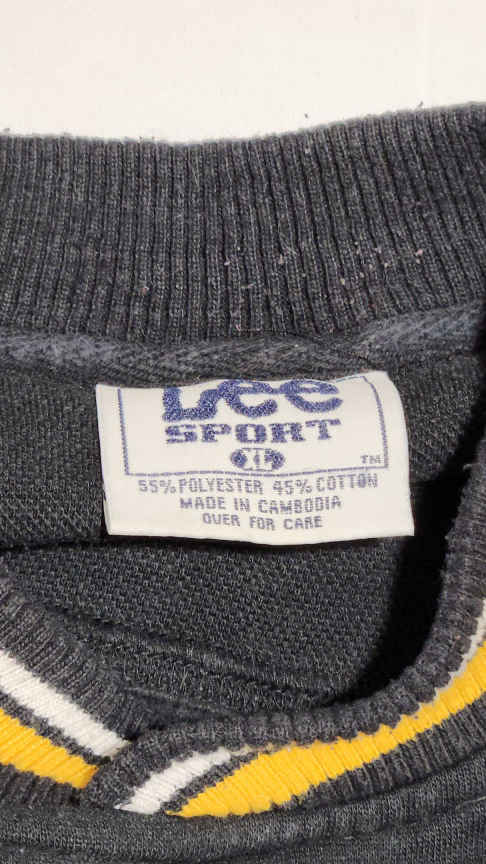 Lee
SPORT
TM
55% POLYESTER 45% COTTON
MADE IN CAMBODIA
OVER FOR CARE